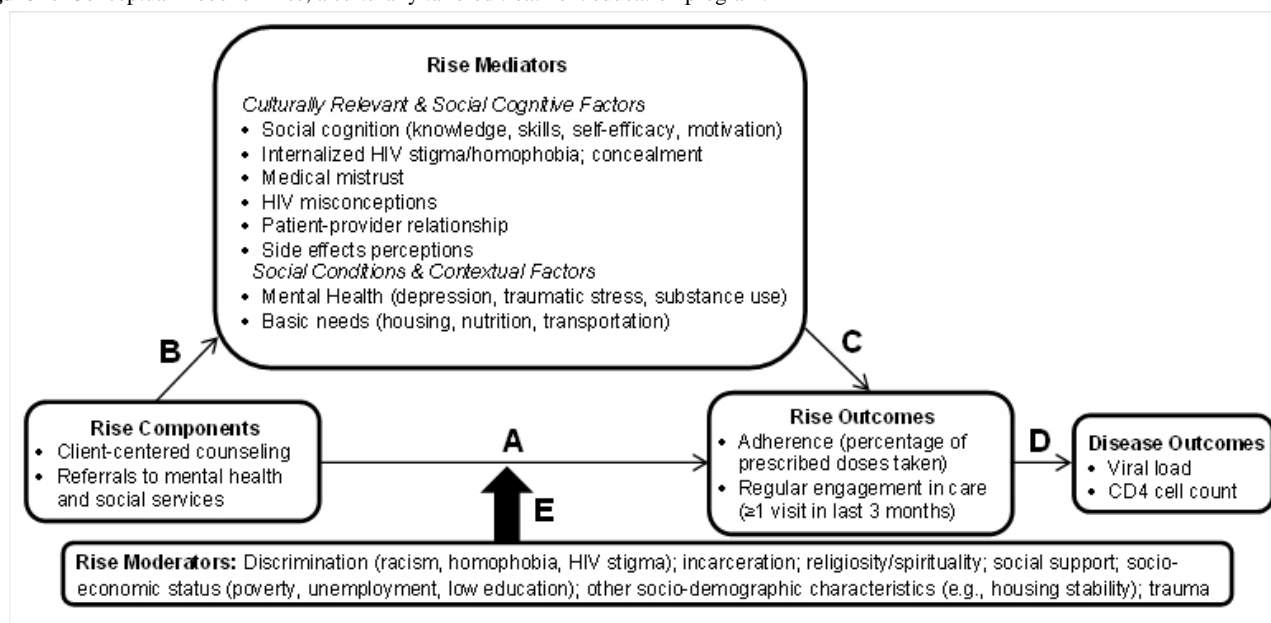 Rise Mediators
Culturally Relevant & Social Cognitive Factors
• Social cognition (knowledge, skills, self-efficacy, motivation)
• Internalized HIV stigma/homophobia; concealment
• Medical mistrust
• HIV misconceptions
• Patient-provider relationship
• Side effects perceptions
Social Conditions & Contextual Factors
• Mental Health (depression, traumatic stress, substance use)
• Basic needs (housing, nutrition, transportation)
B
C
Rise Components
• Client-centered counseling
• Referrals to mental health
and social services
A
Rise Outcomes
• Adherence (percentage of
prescribed doses taken)
• Regular engagement in care
(≥1 visit in last 3 months)
D
Disease Outcomes
• Viral load
• CD4 cell count
E
Rise Moderators: Discrimination (racism, homophobia, HIV stigma); incarceration; religiosity/spirituality; social support; socio-
economic status (poverty, unemployment, low education); other socio-demographic characteristics (e.g., housing stability); trauma